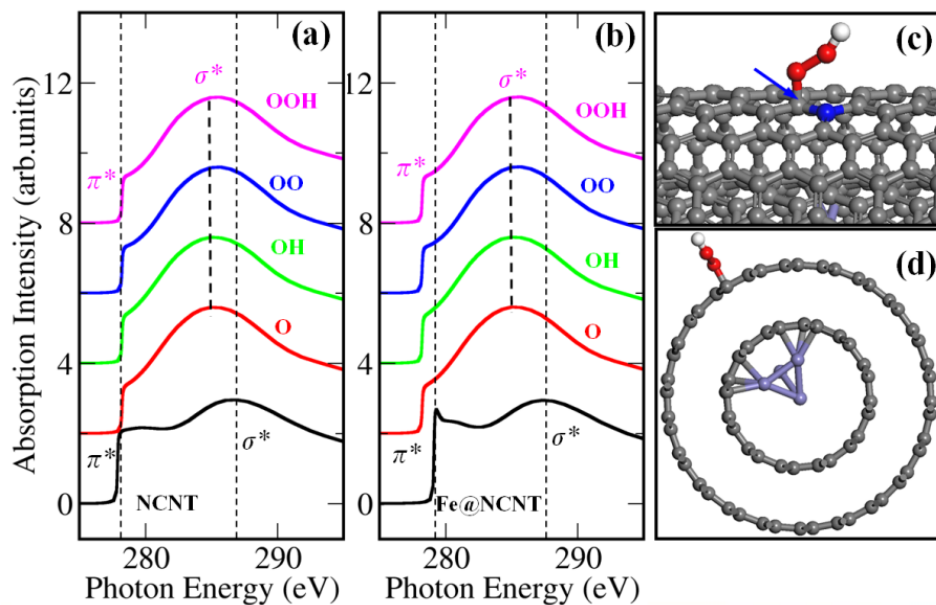 (a)
(b)
(c)
(d)
Absorption Intensity (arb.units)
12
8
4
0
σ*
OOH
π*
OO
OH
O
π*
σ*
NCNT
280
290
Photon Energy (eV)
σ*
OOH
π*
OO
OH
O
π*
σ*
Fe@NCNT
280
290
Photon Energy (eV)